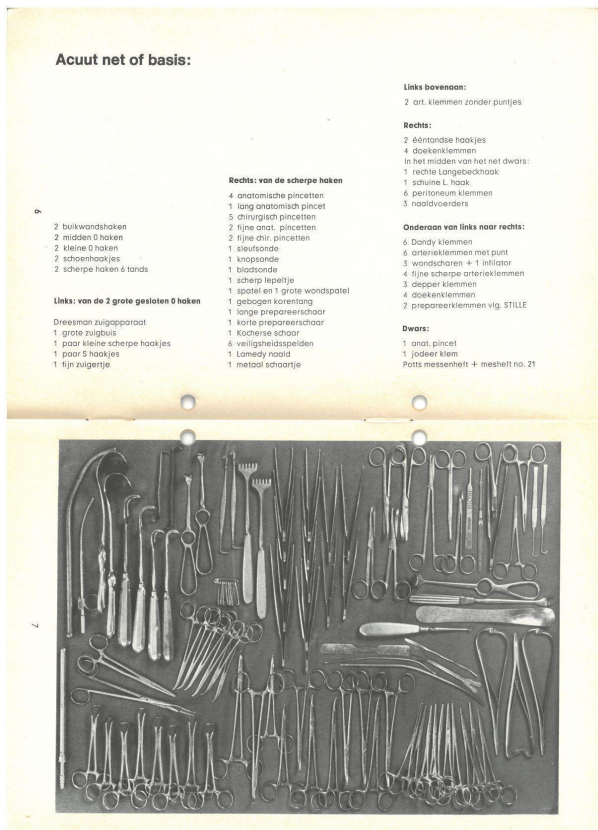 Acuut net of basis:
6
2 buikwandshaken
2 midden 0 haken
2 kleine 0 haken
2 schoenhaakjes
2 scherpe haken 6 tands
Links: van de 2 grote gesloten 0 haken
Dreesman zuigapparaat
1 grote zuigbuis
1 paar kleine scherpe haakjes
1 paar S haakjes
1 fijn zuigertje
Rechts: van de scherpe haken
4 anatomische pincetten
1 lang anatomisch pincet
5 chirurgisch pincetten
2 fijne anat. pincetten
2 fijne chir. pincetten
1 sleufsonde
1 knopsonde
1 bladsonde
1 scherp lepeltje
1 spatel en 1 grote wondspatel
1 gebogen korentang
1 lange prepareerschaar
1 korte prepareerschaar
1 Kocherse schaar
6 veiligheidsspelden
1 Lamedy naald
1 metaal schaartje
Links bovenaan:
2 art. klemmen zonder puntjes
Rechts:
2 ééntandse haakjes
4 doekenklemmen
In het midden van het net dwars:
1 rechte Langebeckhaak
1 schuine L. haak
6 peritoneum klemmen
3 naaldvoerders
Onderaan van links naar rechts:
6 Dandy klemmen
6 arterieklemmen met punt
3 wondscharen + 1 infilator
4 fijne scherpe arterieklemmen
3 depper klemmen
4 doekenklemmen
2 prepareerklemmen vlg. STILLE
Dwars:
1 anat. pincet
1 jodeer klem
Potts messenheft + mesheft no. 21
7